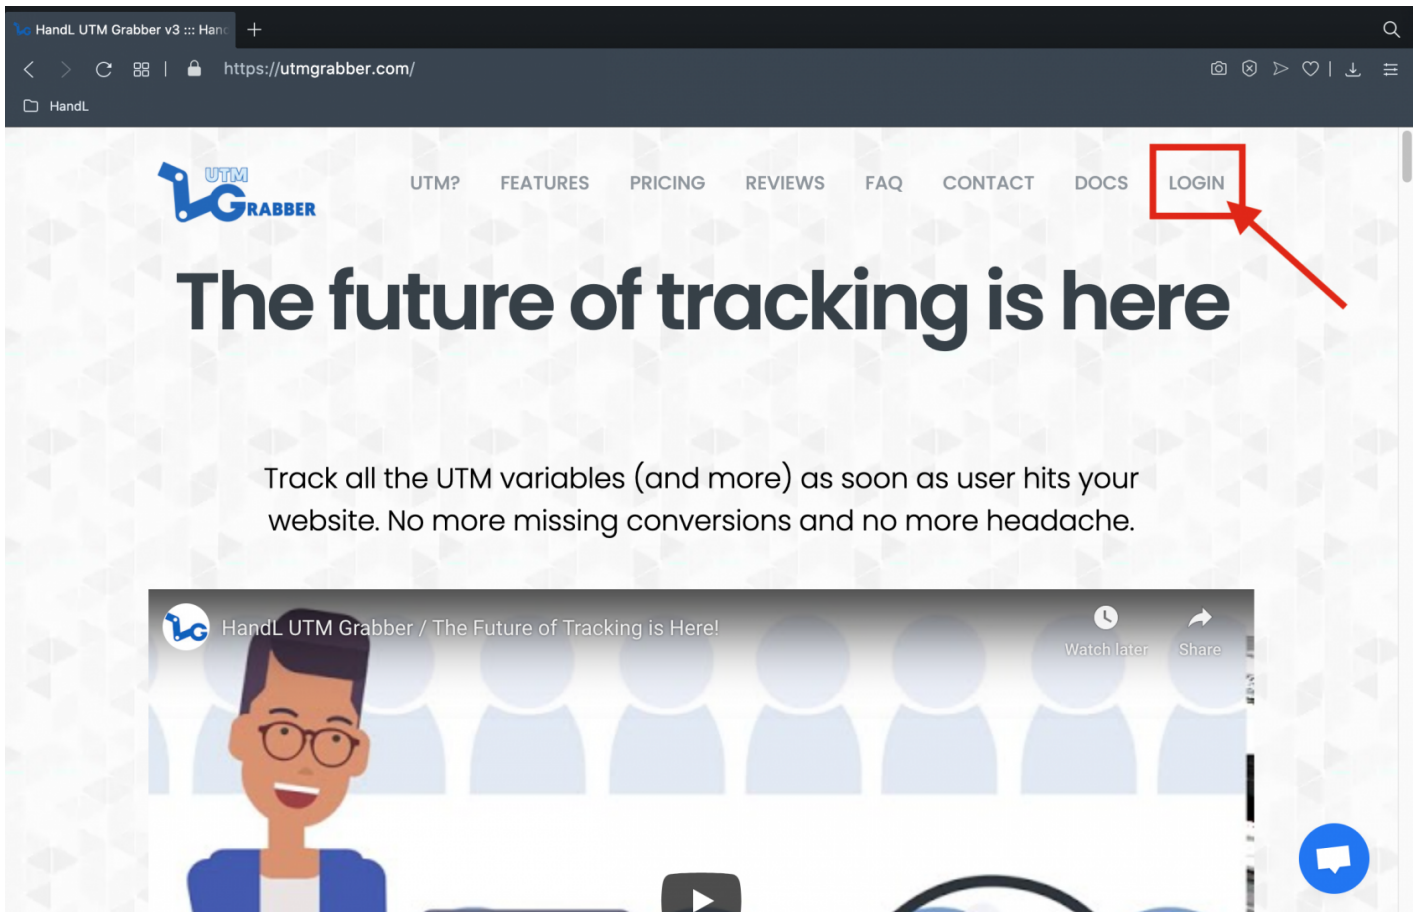 HandL UTM Grabber v3 ::: Hand
https://utmgrabber.com/
HandL
UTM
GRABBER
UTM? FEATURES PRICING REVIEWS FAQ CONTACT DOCS LOGIN
The future of tracking is here
Track all the UTM variables (and more) as soon as user hits your
website. No more missing conversions and no more headache.
HandL UTM Grabber / The Future of Tracking is Here!
Watch later Share